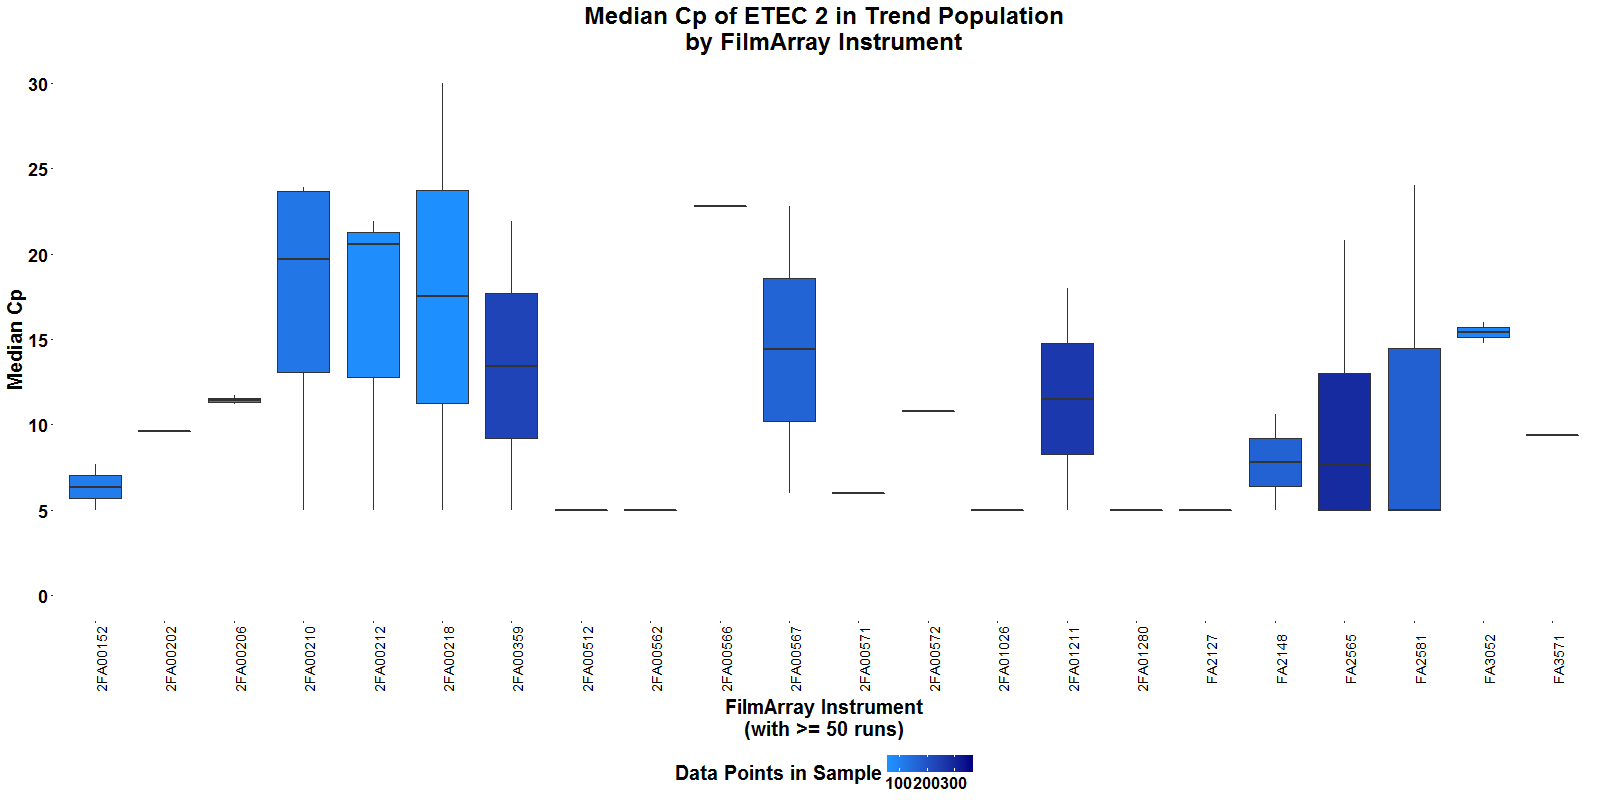 Median Cp of ETEC 2 in Trend Population
by FilmArray Instrument
Median Cp
30
25
20
15
10
5
0
2FA00152
2FA00202
2FA00206
2FA00210
2FA00212
2FA00218
2FA00359
2FA00512
2FA00562
2FA00566
2FA00567
2FA00571
2FA00572
2FA01026
2FA01211
2FA01280
FA2127
FA2148
FA2565
FA2581
FA3052
FA3571
FilmArray Instrument
(with >= 50 runs)
Data Points in Sample
100200300